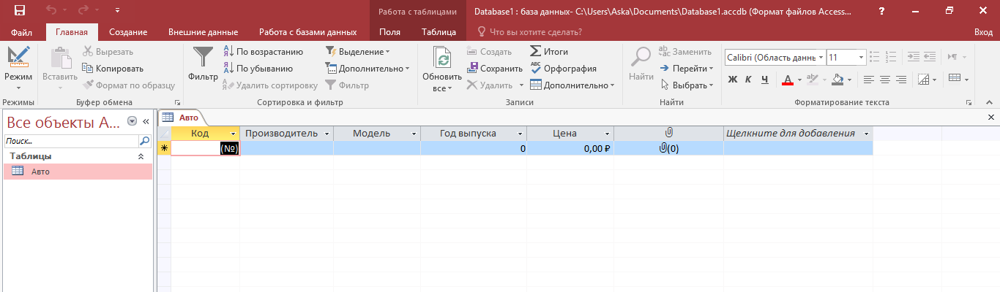 Работа с таблицами
Database1 : база данных- C:\Users\Aska\Documents\Database1.accdb (Формат файлов Access...
?
Файл
Главная
Создание
Внешние данные
Работа с базами данных
Поля
Таблица
Что вы хотите сделать?
Вход
Режим
Режимы
Вставить
Вырезать
Копировать
Формат по образцу
Буфер обмена
Фильтр
По возрастанию
По убыванию
Удалить сортировку
Выделение
Дополнительно
Фильтр
Сортировка и фильтр
Обновить
все
Создать
Сохранить
Удалить
Итоги
Орфография
Дополнительно
Записи
Найти
Заменить
Перейти
Выбрать
Найти
Calibri (Область даннь
11
Ж К Ч А
Форматирование текста
Все объекты А...
Поиск...
Таблицы
Авто
Авто
Код Производитель Модель Год выпуска Цена Щелкните для добавления
(№) 0 0,00 ₽ (0)